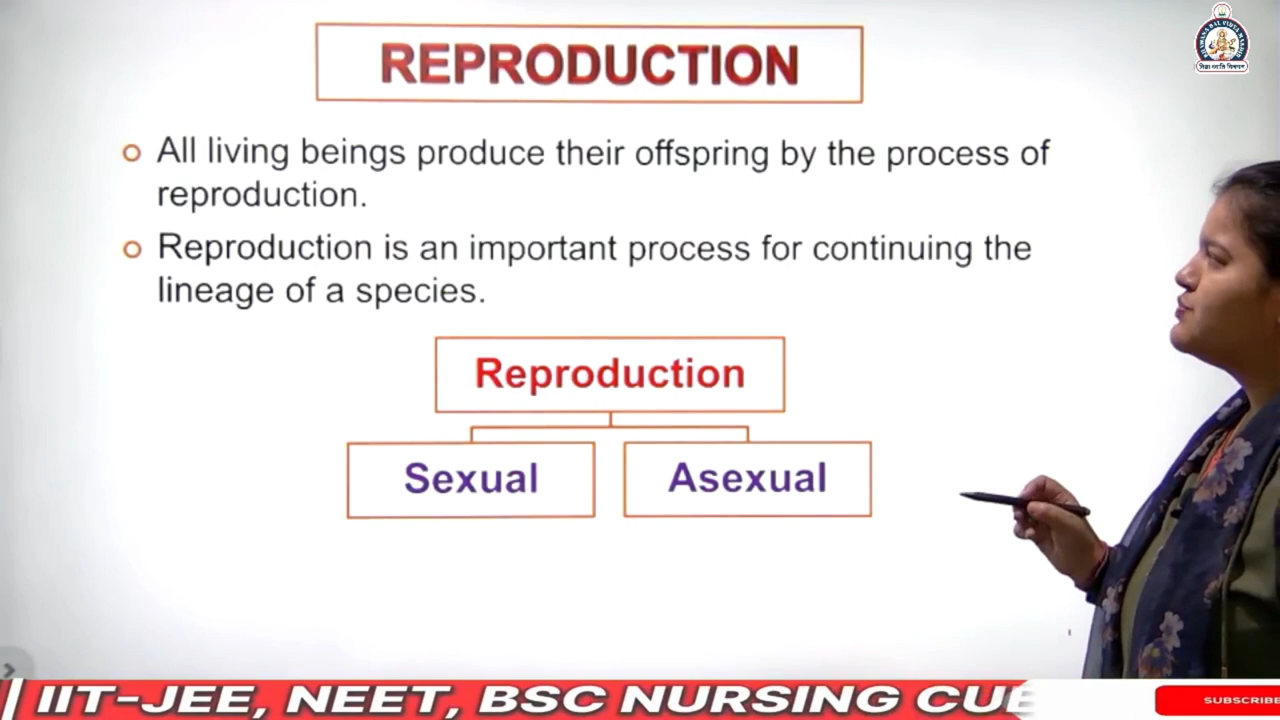 REPRODUCTION
All living beings produce their offspring by the process of
reproduction.
Reproduction is an important process for continuing the
lineage of a species.
Reproduction
Sexual
Asexual
IIT-JEE, NEET, BSC NURSING CUE
SUBSCRIBE